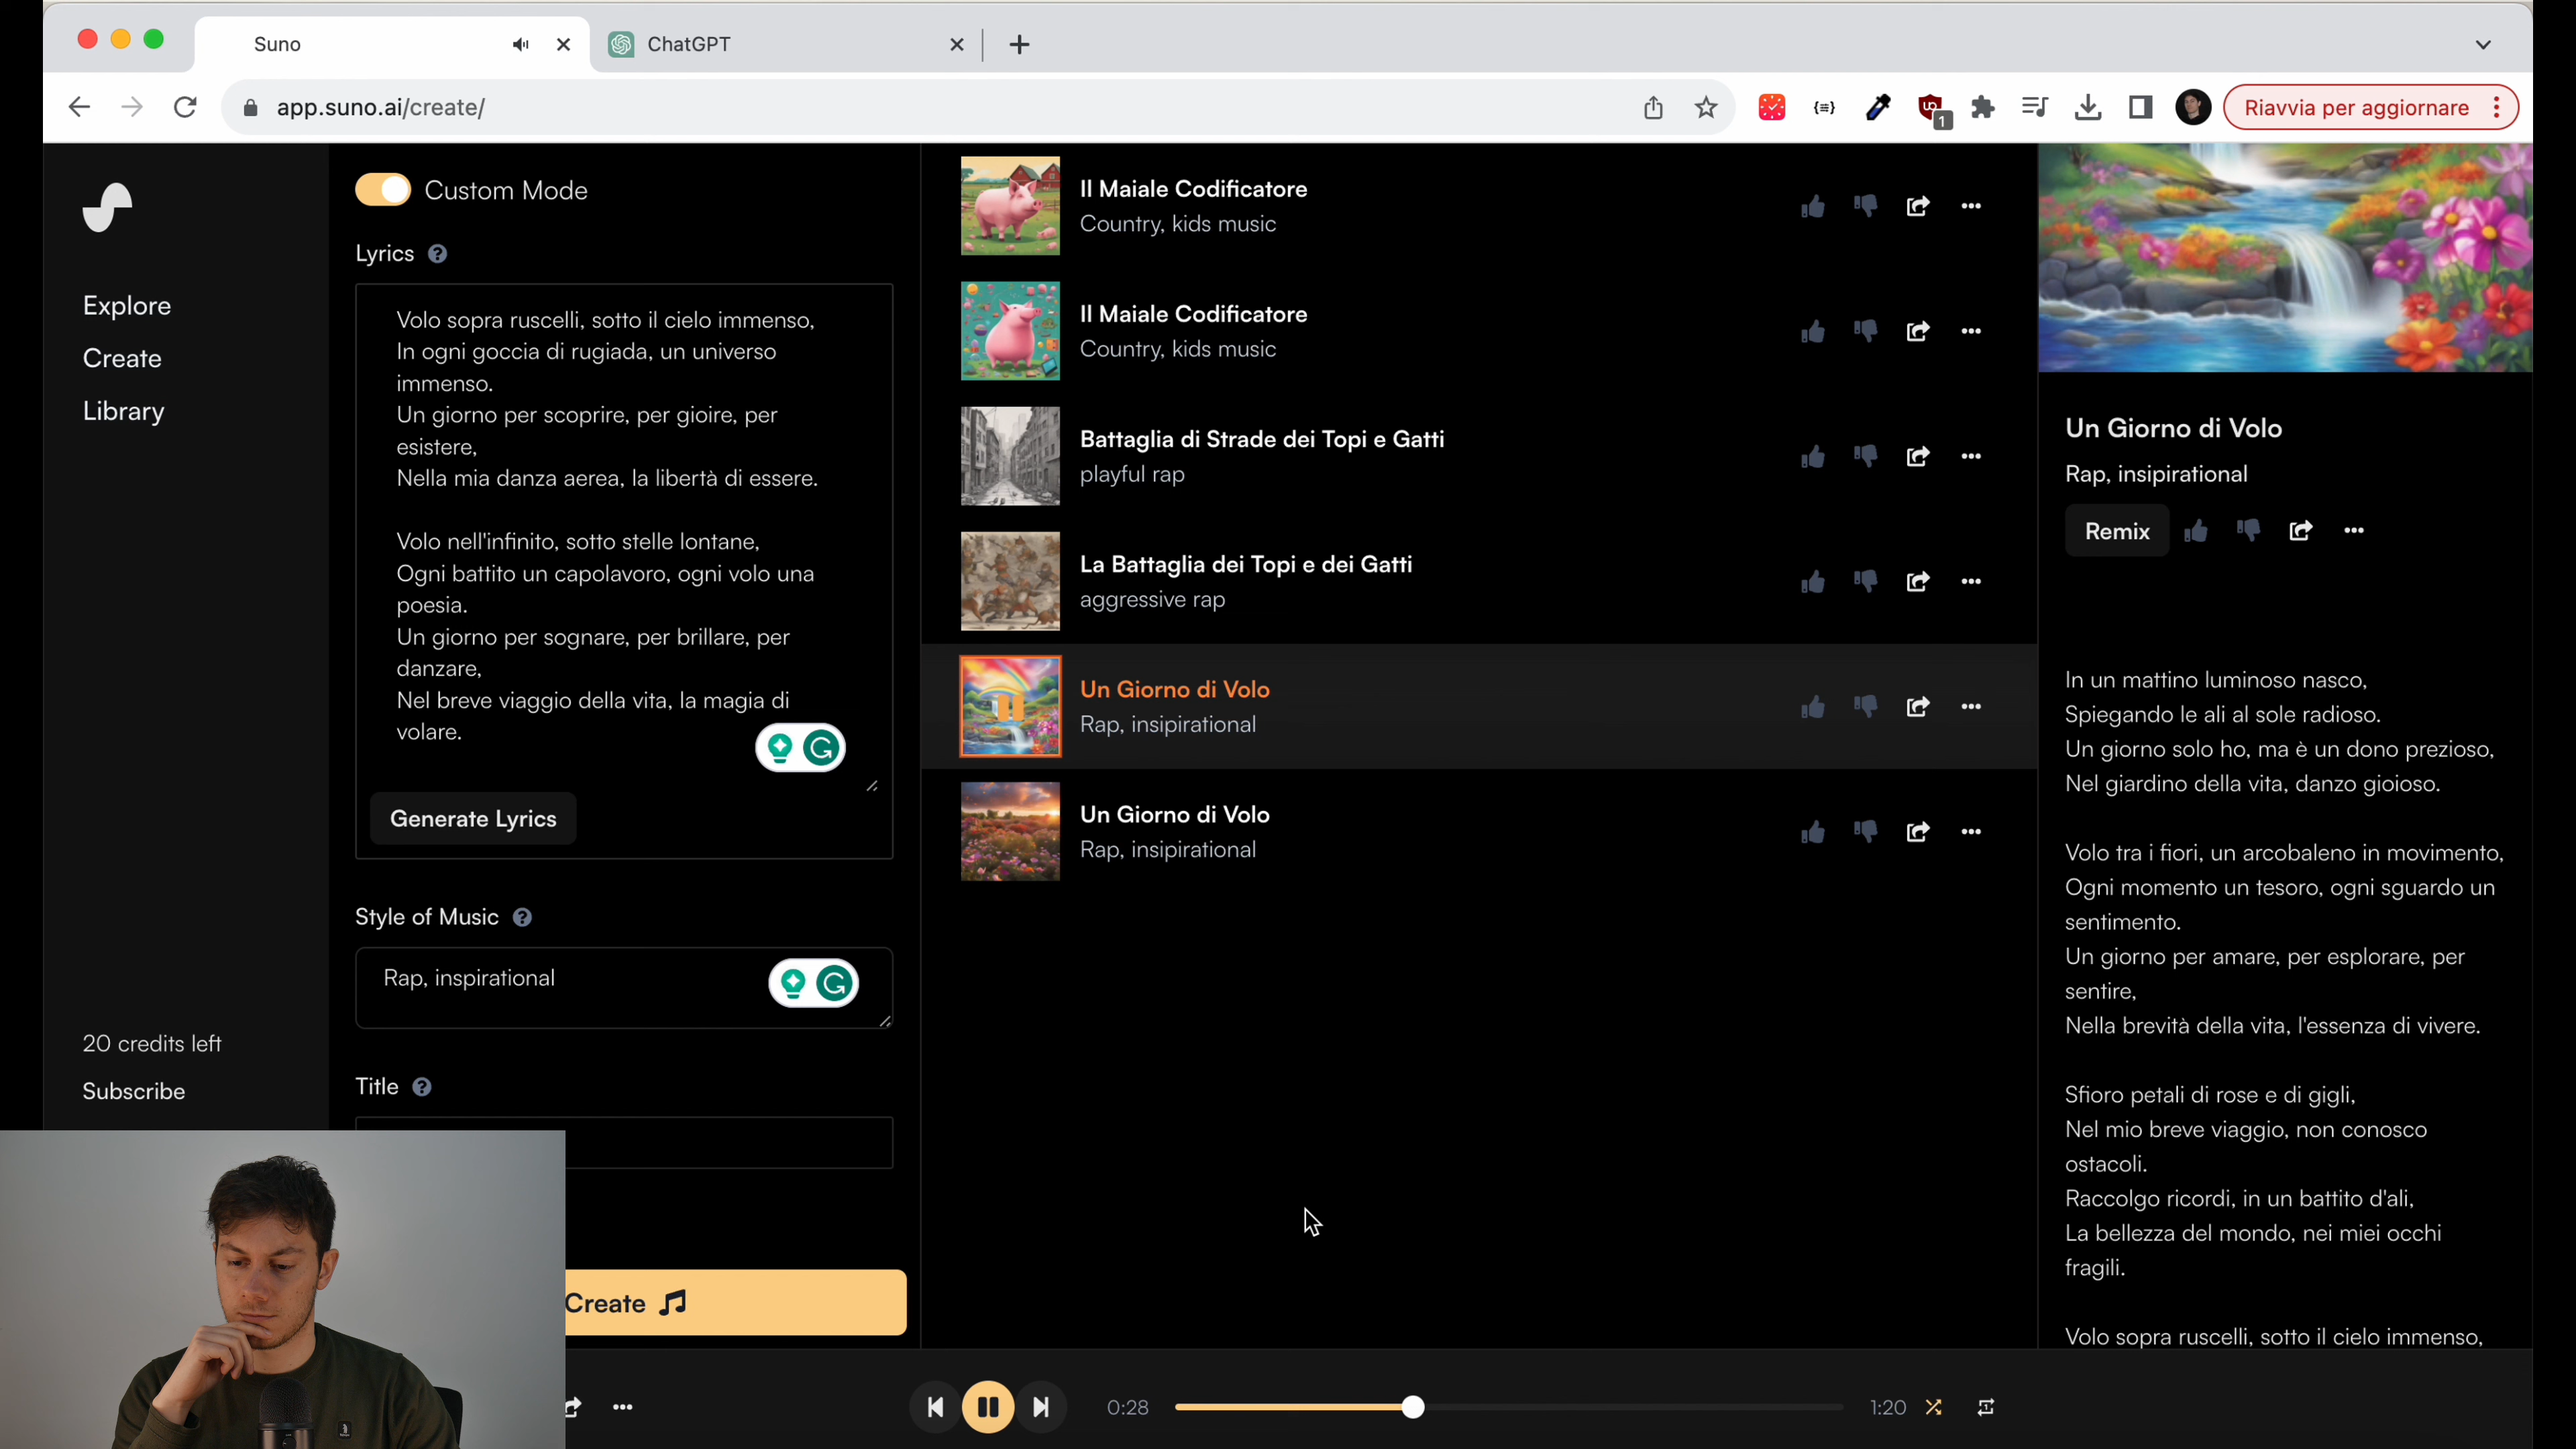 Suno
ChatGPT
app.suno.ai/create/
1
Riavvia per aggiornare
Explore
Create
Library
20 credits left
Subscribe
Custom Mode
Lyrics
Volo sopra ruscelli, sotto il cielo immenso,
In ogni goccia di rugiada, un universo
immenso.
Un giorno per scoprire, per gioire, per
esistere,
Nella mia danza aerea, la libertà di essere.
Volo nell'infinito, sotto stelle lontane,
Ogni battito un capolavoro, ogni volo una
poesia.
Un giorno per sognare, per brillare, per
danzare,
Nel breve viaggio della vita, la magia di
volare.
Generate Lyrics
Style of Music
Rap, inspirational
Title
Create
Il Maiale Codificatore
Country, kids music
Il Maiale Codificatore
Country, kids music
Battaglia di Strade dei Topi e Gatti
playful rap
La Battaglia dei Topi e dei Gatti
aggressive rap
Un Giorno di Volo
Rap, insipirational
Un Giorno di Volo
Rap, insipirational
Un Giorno di Volo
Rap, insipirational
Remix
In un mattino luminoso nasco,
Spiegando le ali al sole radioso.
Un giorno solo ho, ma è un dono prezioso,
Nel giardino della vita, danzo gioioso.
Volo tra i fiori, un arcobaleno in movimento,
Ogni momento un tesoro, ogni sguardo un
sentimento.
Un giorno per amare, per esplorare, per
sentire,
Nella brevità della vita, l'essenza di vivere.
Sfioro petali di rose e di gigli,
Nel mio breve viaggio, non conosco
ostacoli.
Raccolgo ricordi, in un battito d'ali,
La bellezza del mondo, nei miei occhi
fragili.
Volo sopra ruscelli, sotto il cielo immenso,
0:28
1:20